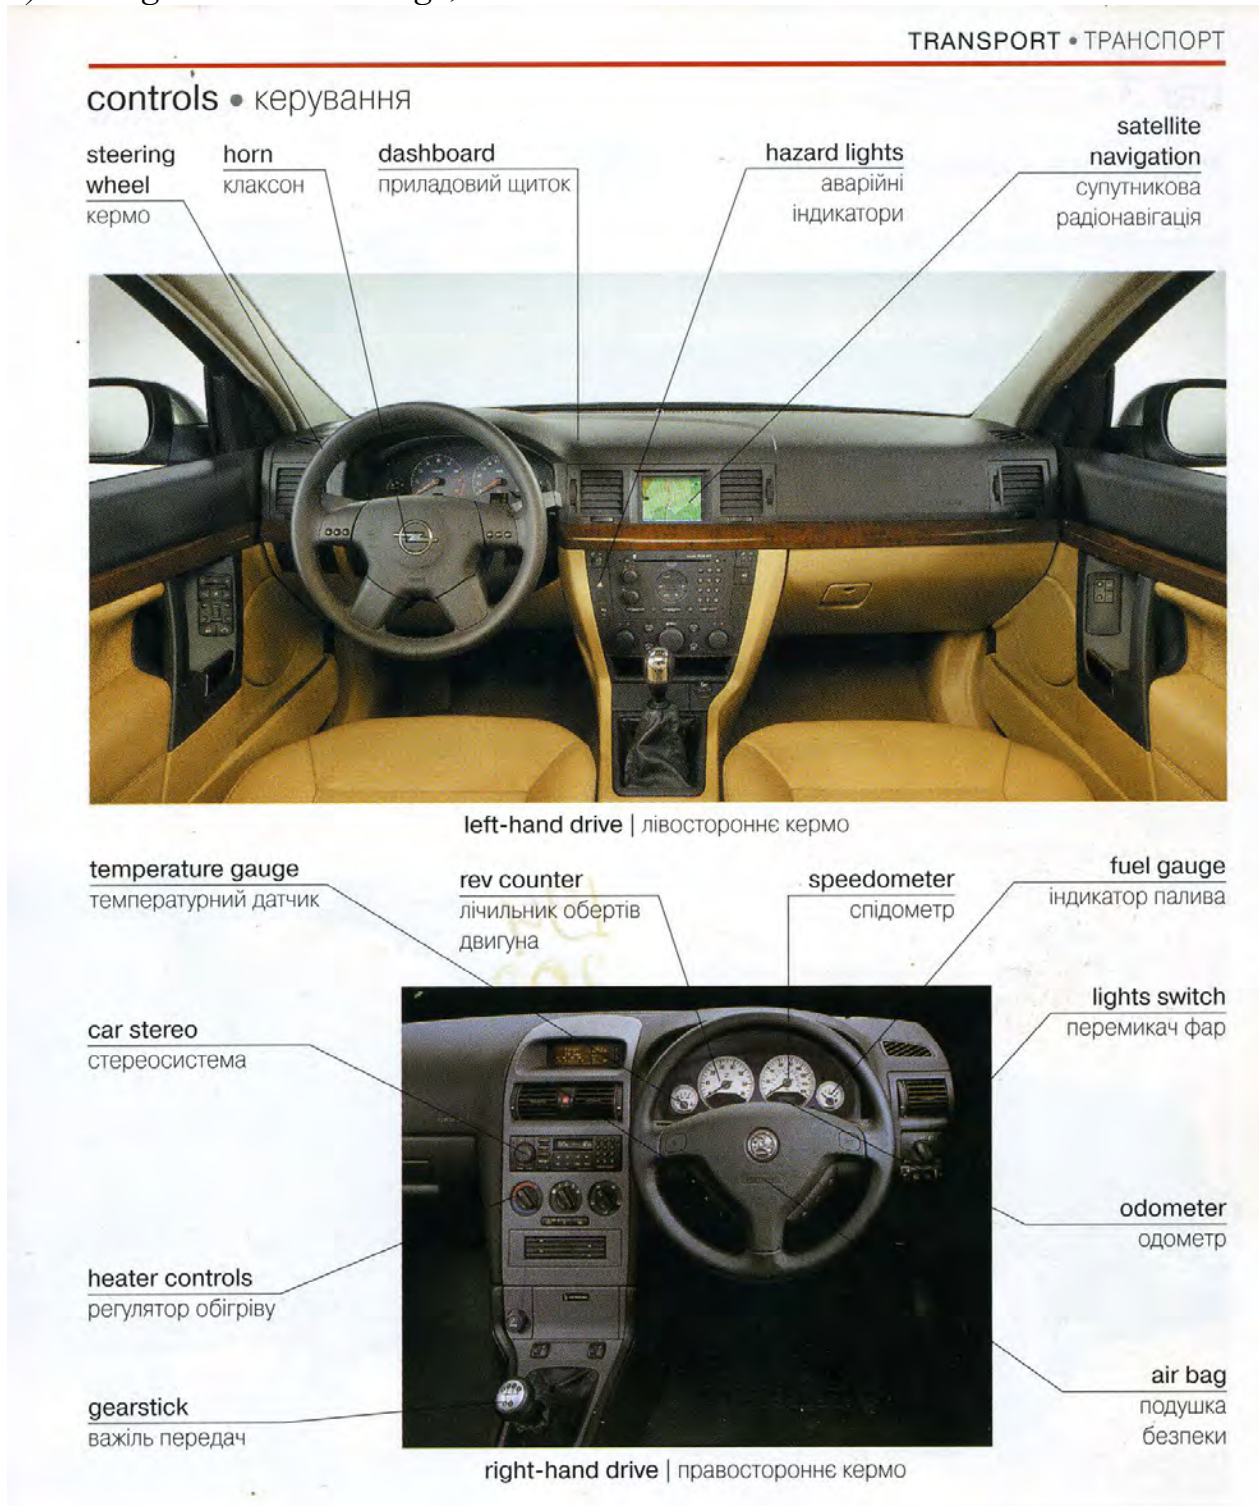 TRANSPORT • ТРАНСПОРТ
controls • керування
steering
wheel
кермо
horn
клаксон
dashboard
приладовий щиток
hazard lights
аварійні
індикатори
satellite
navigation
супутникова
радіонавігація
left-hand drive | лівостороннє кермо
temperature gauge
температурний датчик
rev counter
лічильник обертів
двигуна
speedometer
спідометр
fuel gauge
індикатор палива
car stereo
стереосистема
lights switch
перемикач фар
heater controls
регулятор обігріву
odometer
одометр
gearstick
важіль передач
air bag
подушка
безпеки
right-hand drive | правостороннє кермо